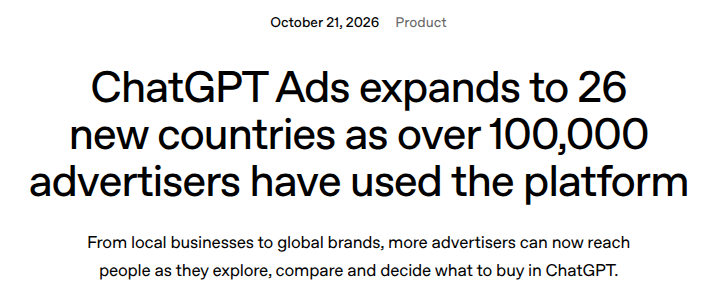 October 21, 2026 Product
ChatGPT Ads expands to 26
new countries as over 100,000
advertisers have used the platform
From local businesses to global brands, more advertisers can now reach
people as they explore, compare and decide what to buy in ChatGPT.